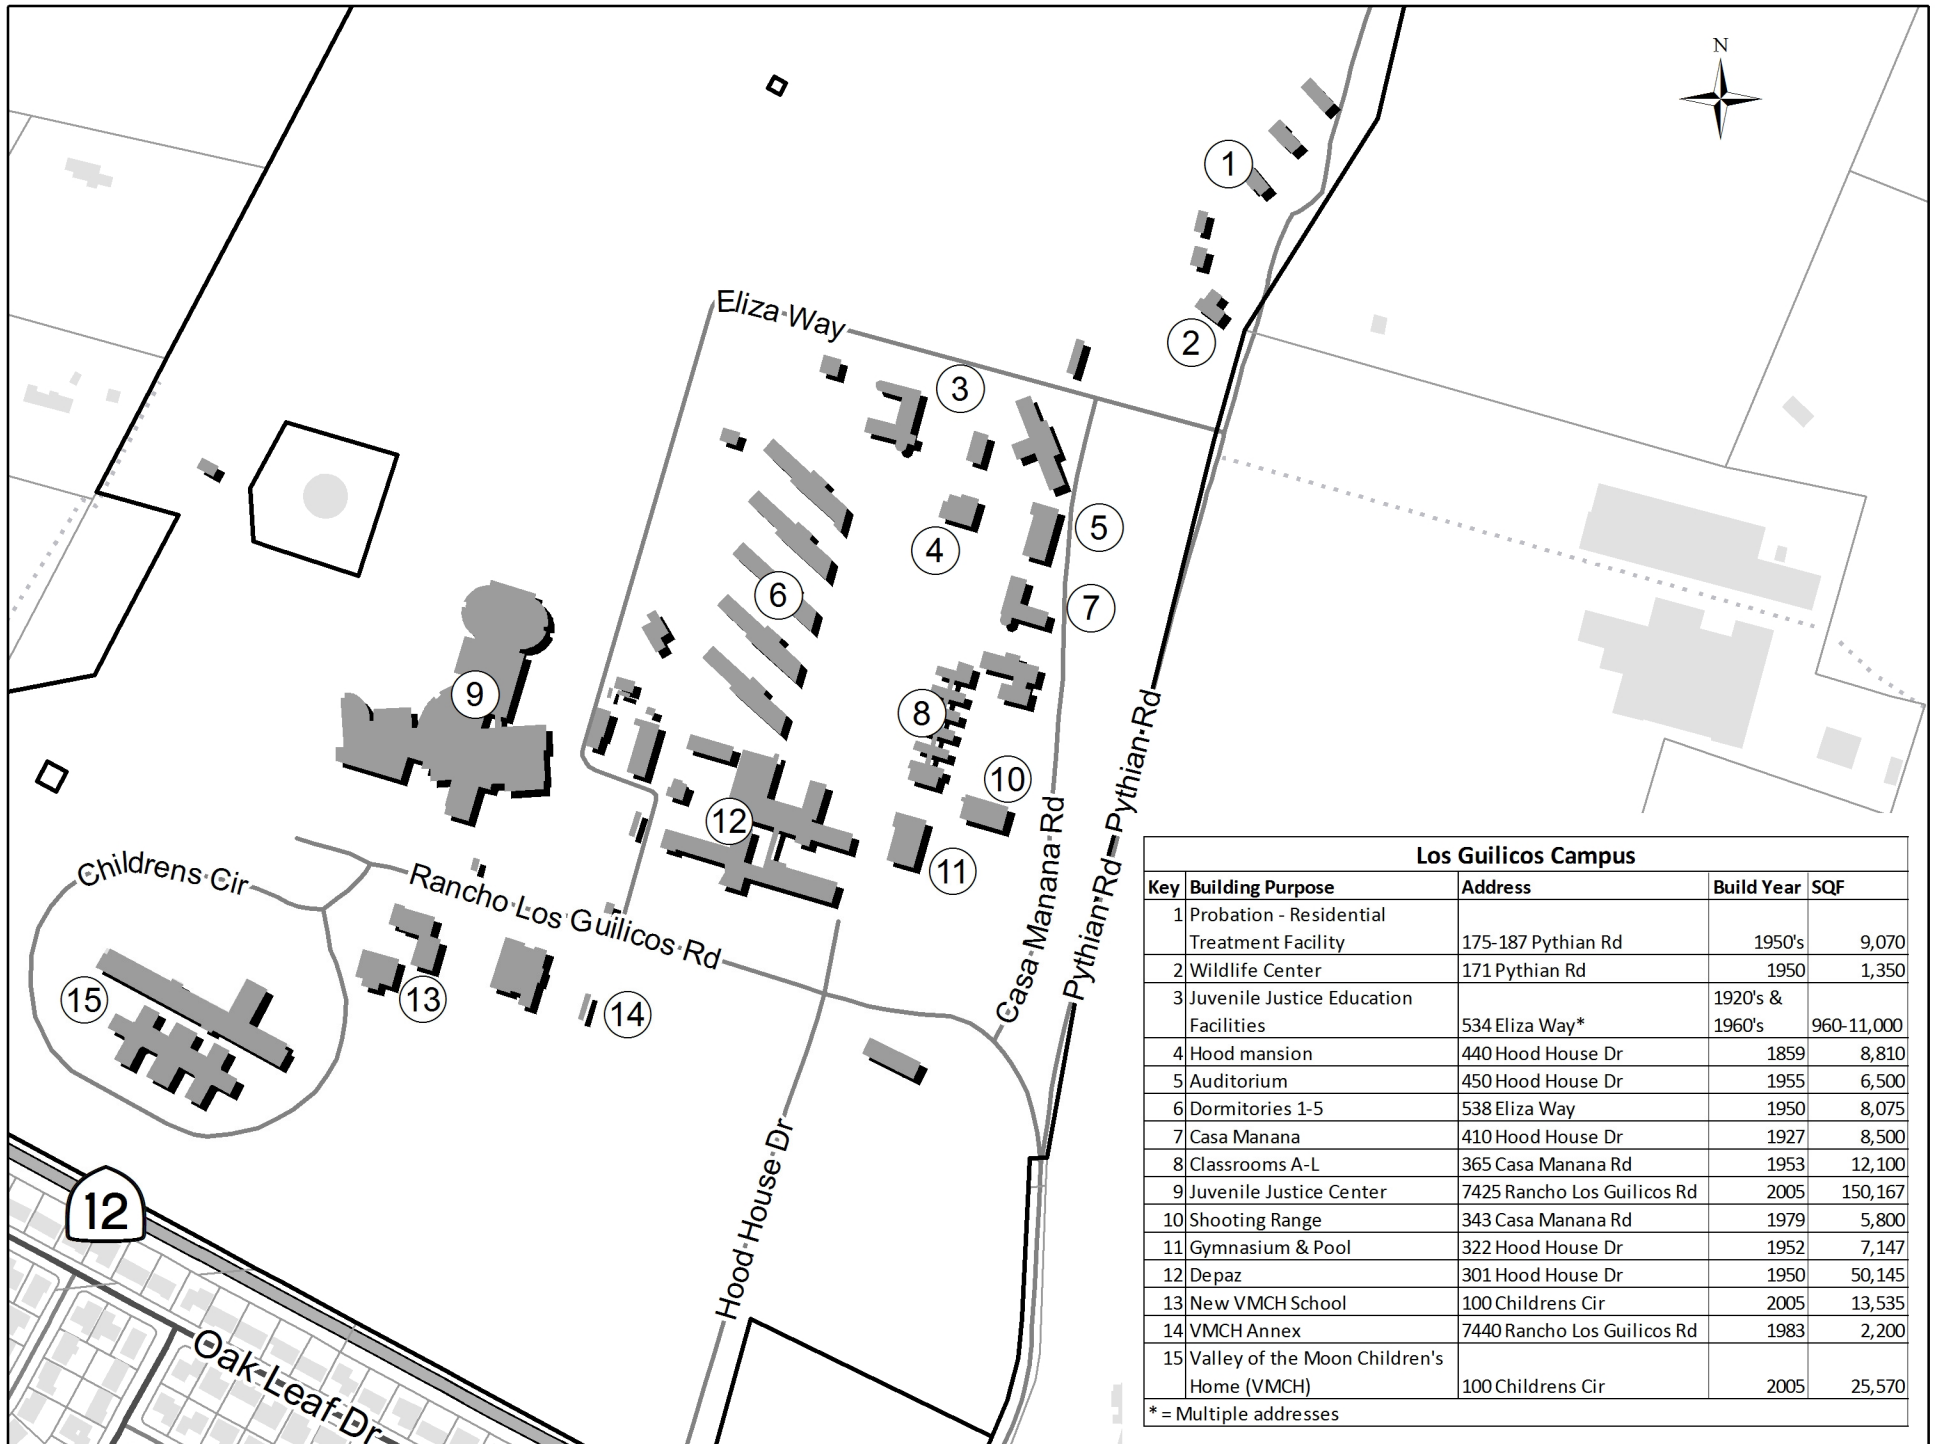 N
1
2
Eliza Way
3
4
5
6
7
8
9
10
11
12
Pythian Rd
Pythian Rd
Casa Manana Rd
Childrens Cir
Rancho Los Guilicos Rd
13
14
15
Hood House Dr
12
Oak Leaf Dr
Los Guilicos Campus
Key Building Purpose Address Build Year SQF
1 Probation - Residential
Treatment Facility 175-187 Pythian Rd 1950's 9,070
2 Wildlife Center 171 Pythian Rd 1950 1,350
3 Juvenile Justice Education 1920's &
Facilities 534 Eliza Way* 1960's 960-11,000
4 Hood mansion 440 Hood House Dr 1859 8,810
5 Auditorium 450 Hood House Dr 1955 6,500
6 Dormitories 1-5 538 Eliza Way 1950 8,075
7 Casa Manana 410 Hood House Dr 1927 8,500
8 Classrooms A-L 365 Casa Manana Rd 1953 12,100
9 Juvenile Justice Center 7425 Rancho Los Guilicos Rd 2005 150,167
10 Shooting Range 343 Casa Manana Rd 1979 5,800
11 Gymnasium & Pool 322 Hood House Dr 1952 7,147
12 Depaz 301 Hood House Dr 1950 50,145
13 New VMCH School 100 Childrens Cir 2005 13,535
14 VMCH Annex 7440 Rancho Los Guilicos Rd 1983 2,200
15 Valley of the Moon Children's
Home (VMCH) 100 Childrens Cir 2005 25,570
* = Multiple addresses